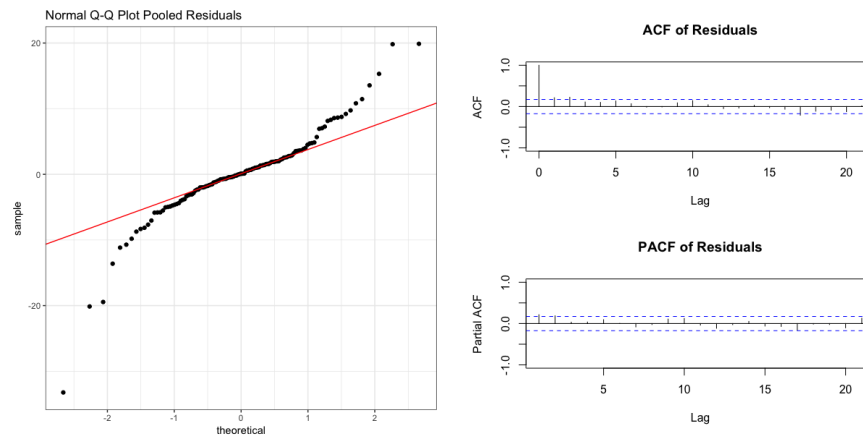 Normal Q-Q Plot Pooled Residuals
20
0
-20
sample
-2
-1
0
1
2
theoretical
ACF of Residuals
1.0
0.0
-1.0
ACF
0
5
10
15
20
Lag
PACF of Residuals
1.0
0.0
-1.0
Partial ACF
5
10
15
20
Lag